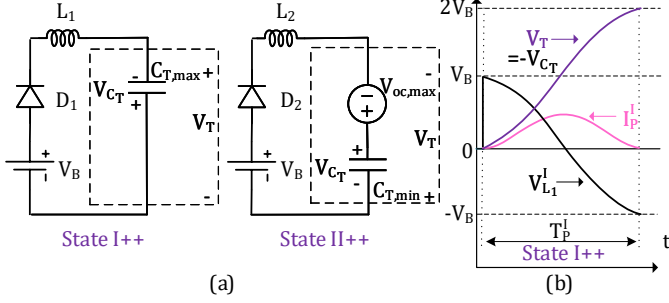 L1
D1
VB
+
-
CT,max
-
+
VCT
+
VT
-
State I++
L2
D2
VB
+
-
-
Voc,max
-
+
VT
+
VCT
-
CT,min
+
State II++
(a)
2VB
VB
0
-VB
VT
=-VCT
IPI
VL1I
TPI
State I++
t
(b)